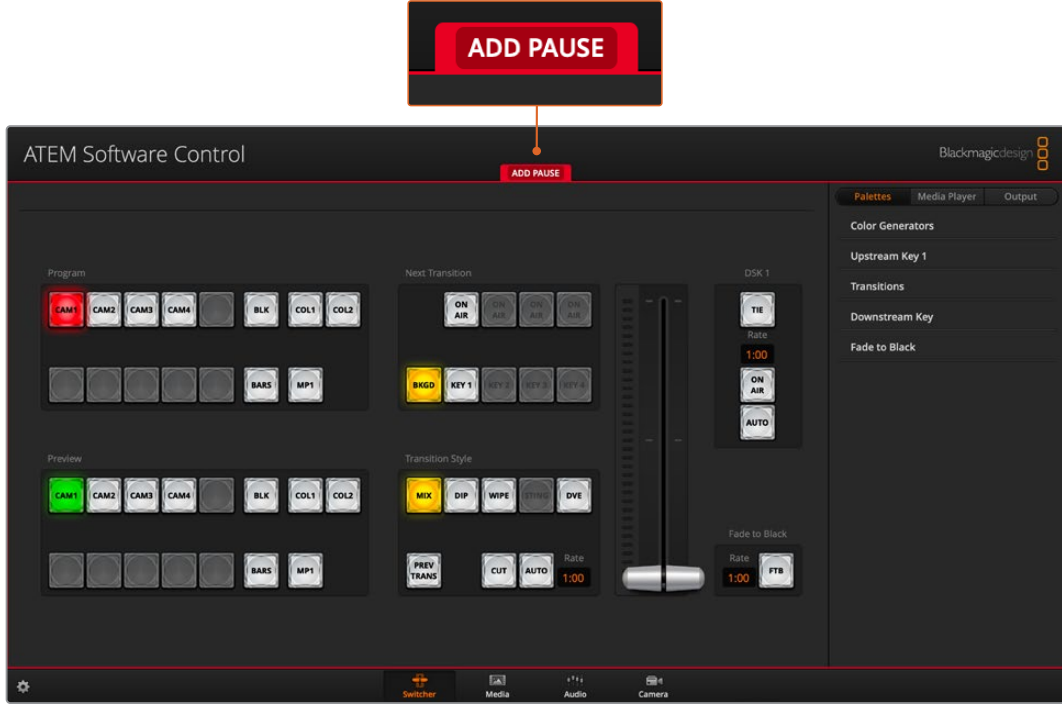 ADD PAUSE
ATEM Software Control
ADD PAUSE
Blackmagicdesign
Palettes Media Player Output
Color Generators
Upstream Key 1
Transitions
Downstream Key
Fade to Black
Program
CAM1 CAM2 CAM3 CAM4 BLK COL1 COL2
BARS MP1
Next Transition
ON AIR ON AIR ON AIR ON AIR
BKGD KEY 1 KEY 2 KEY 3 KEY 4
DSK 1
TIE
Rate
1:00
ON AIR
AUTO
Preview
CAM1 CAM2 CAM3 CAM4 BLK COL1 COL2
BARS MP1
Transition Style
MIX DIP WIPE STING DVE
PREV TRANS CUT AUTO Rate 1:00
Fade to Black
Rate
1:00 FTB
Switcher Media Audio Camera